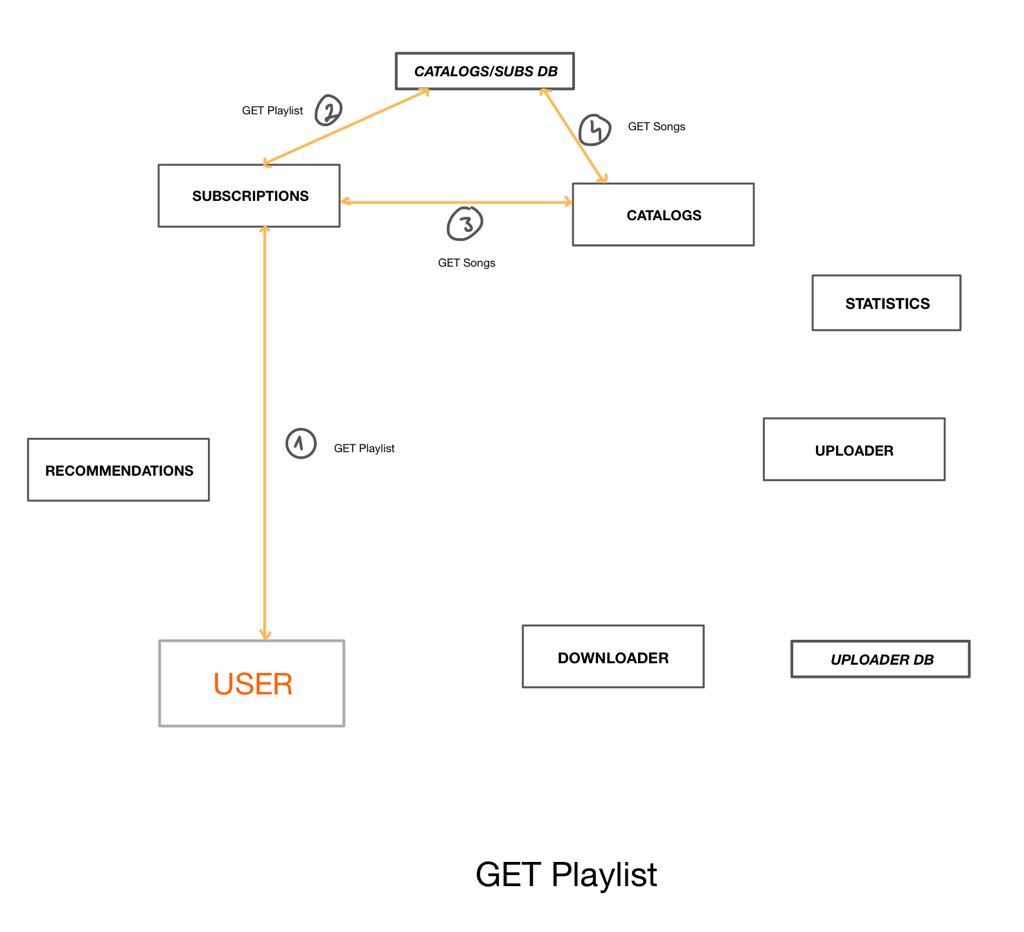 CATALOGS/SUBS DB
GET Playlist 2
4 GET Songs
SUBSCRIPTIONS
CATALOGS
3
GET Songs
STATISTICS
1 GET Playlist
RECOMMENDATIONS
UPLOADER
USER
DOWNLOADER
UPLOADER DB
GET Playlist